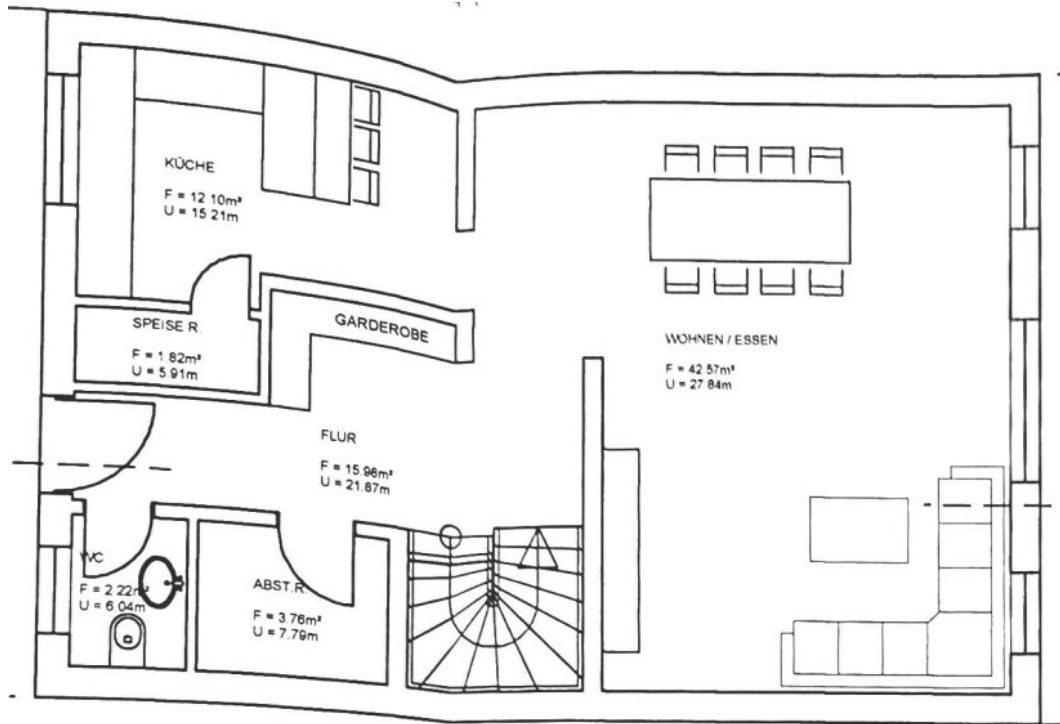 KÜCHE
F = 12.10m²
U = 15.21m
SPEISE R.
F = 1.82m²
U = 5.91m
GARDEROBE
WOHNEN / ESSEN
F = 42.57m²
U = 27.84m
FLUR
F = 15.96m²
U = 21.87m
WC
F = 2.22m²
U = 6.04m
ABST.R.
F = 3.76m²
U = 7.79m